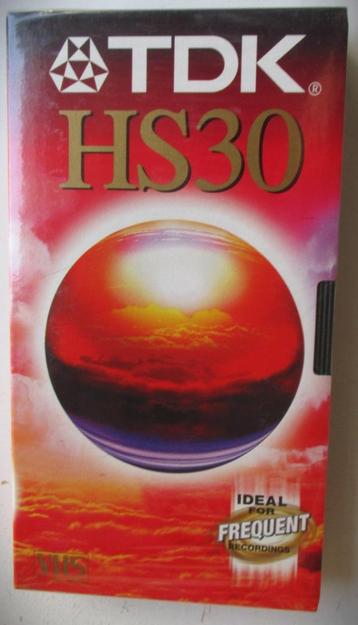 TDK®
HS30
IDEAL
FOR
FREQUENT
RECORDINGS
VHS